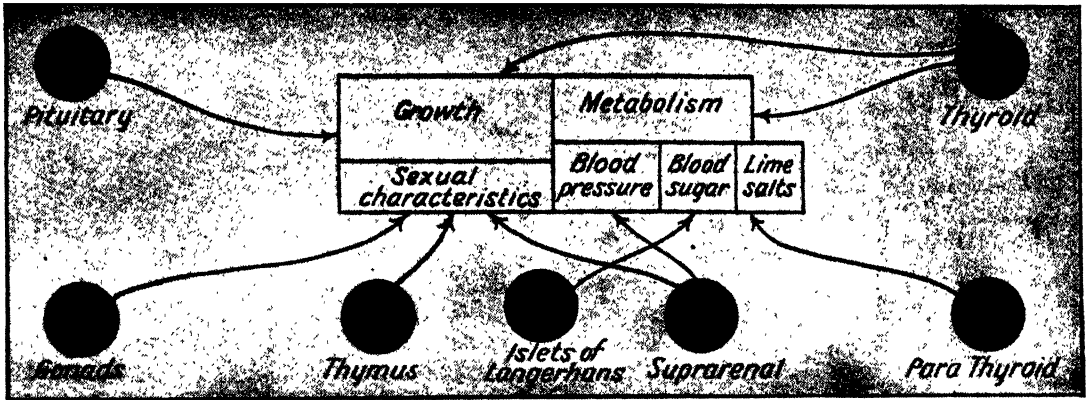 Pituitary
Growth
Metabolism
Thyroid
Sexual
characteristics
Blood
pressure
Blood
sugar
Lime
salts
Gonads
Thymus
Islets of
Langerhans
Suprarenal
Para Thyroid